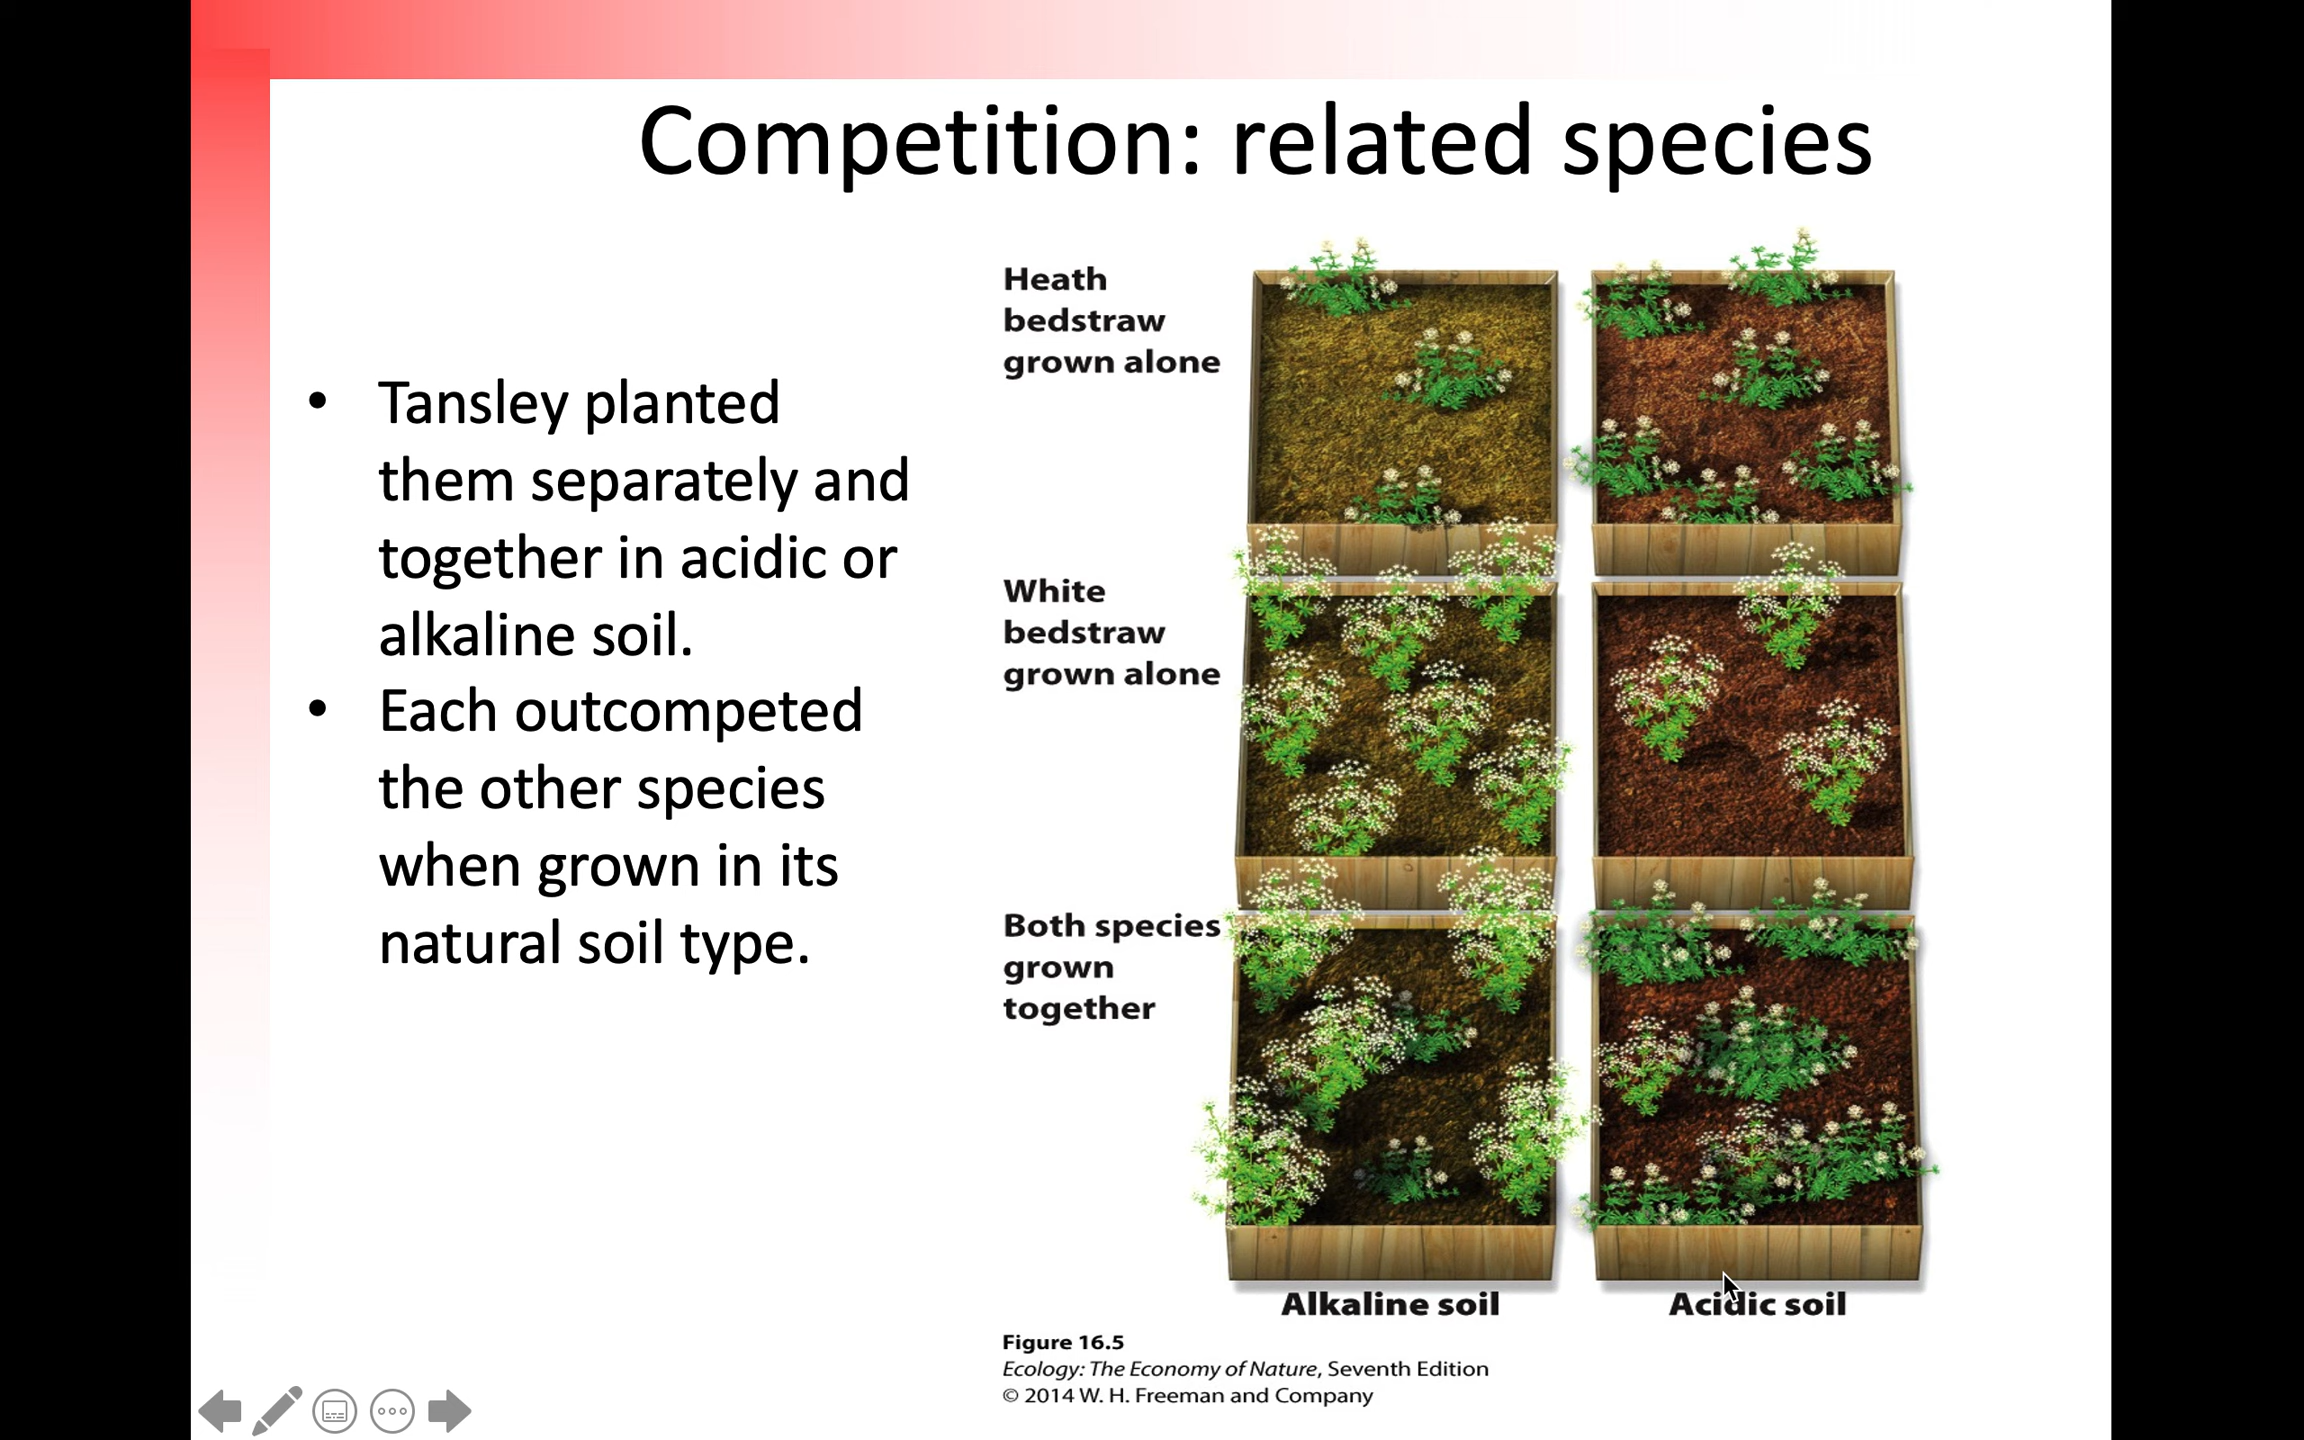 Competition: related species
• Tansley planted
them separately and
together in acidic or
alkaline soil.
• Each outcompeted
the other species
when grown in its
natural soil type.
Heath
bedstraw
grown alone
White
bedstraw
grown alone
Both species
grown
together
Alkaline soil
Acidic soil
Figure 16.5
Ecology: The Economy of Nature, Seventh Edition
© 2014 W. H. Freeman and Company